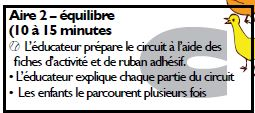 Aire 2 – équilibre
(10 à 15 minutes
L'éducateur prépare le circuit à l'aide des
fiches d'activité et de ruban adhésif.
• L'éducateur explique chaque partie du circuit
• Les enfants le parcourent plusieurs fois